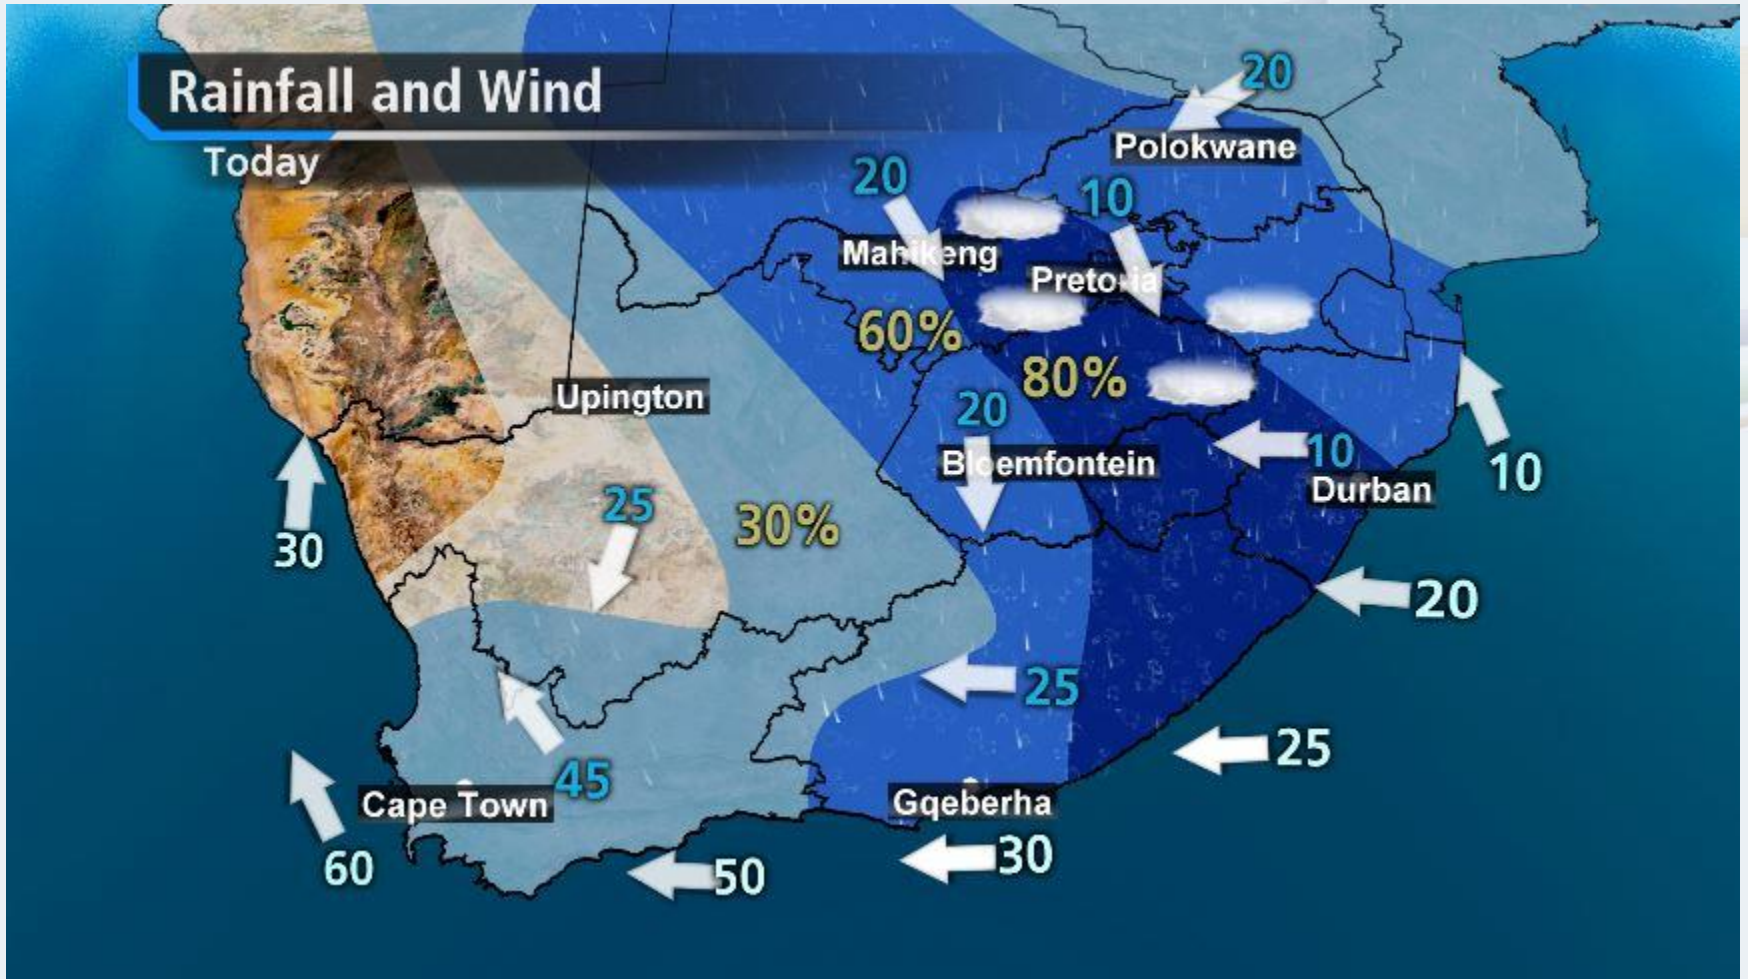 Rainfall and Wind
Today
20
Polokwane
20
10
Mahikeng
Pretoria
60%
80%
Upington
20
10
Bloemfontein
10
Durban
25
30%
30
20
25
25
45
Cape Town
Gqeberha
30
60
50